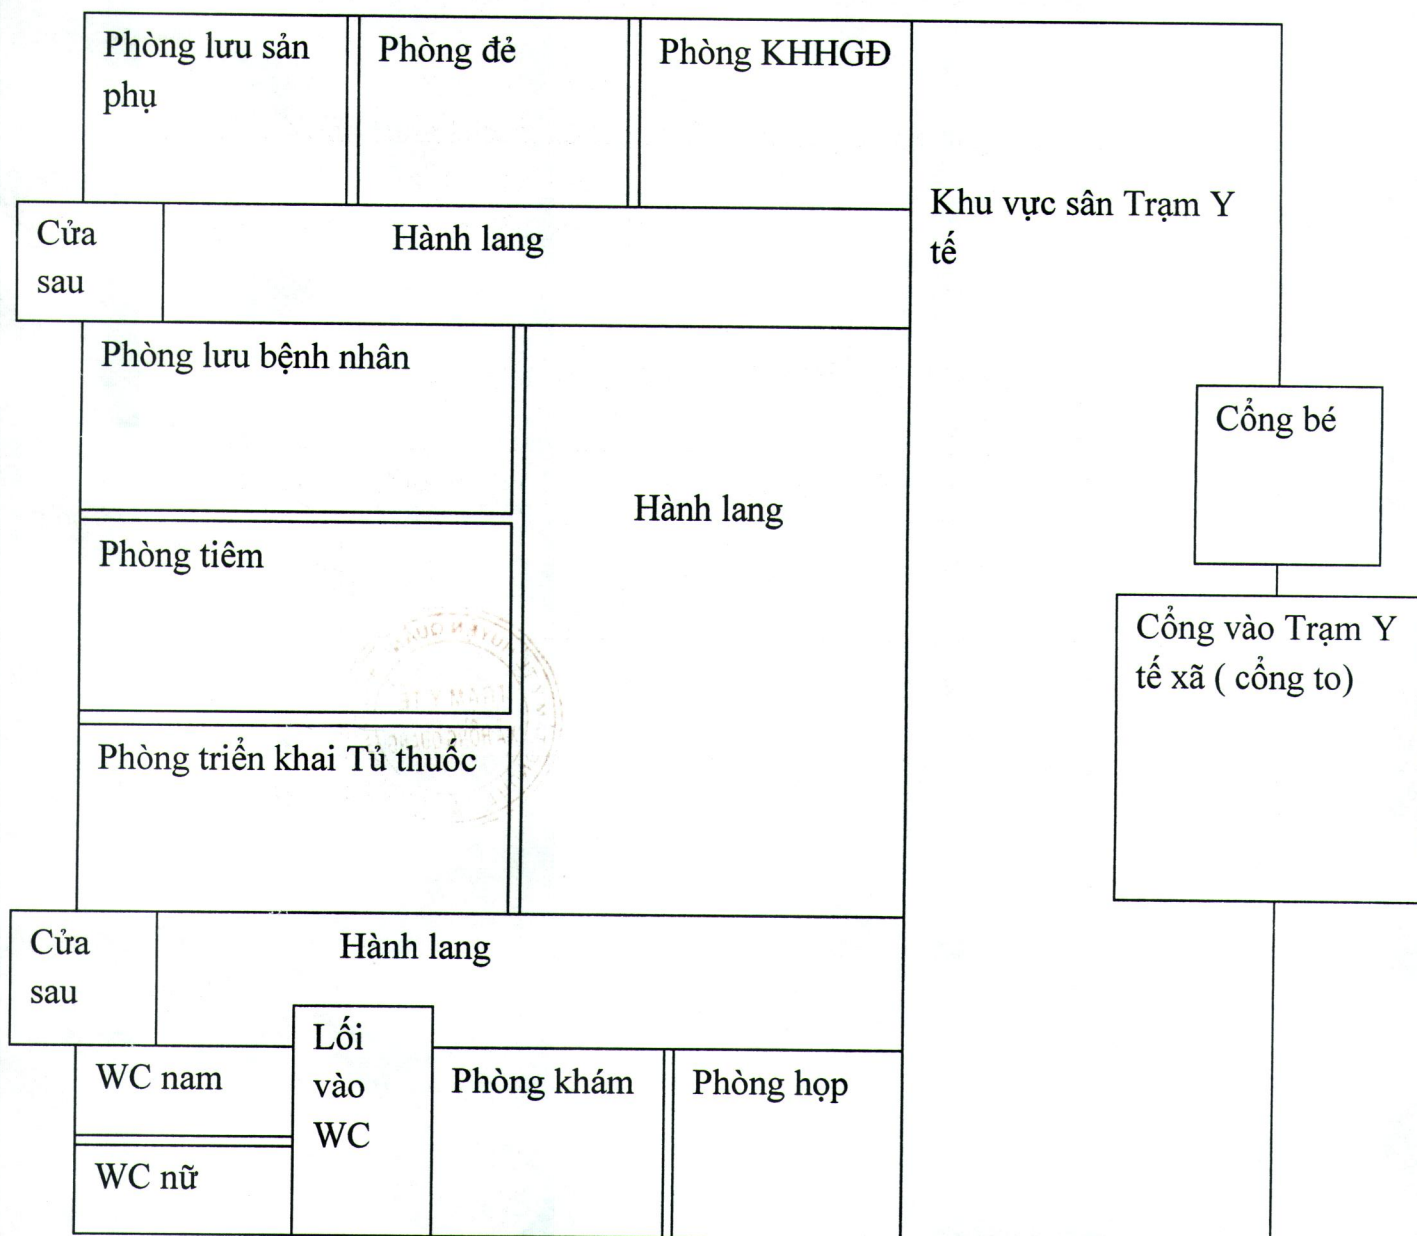 Phòng lưu sản
phụ
Phòng đẻ
Phòng KHHGĐ
Khu vực sân Trạm Y
tế
Cửa
sau
Hành lang
Phòng lưu bệnh nhân
Hành lang
Cổng bé
Phòng tiêm
Cổng vào Trạm Y
tế xã ( cổng to)
Phòng triển khai Tủ thuốc
Cửa
sau
Hành lang
Lối
vào
WC
WC nam
WC nữ
Phòng khám
Phòng họp